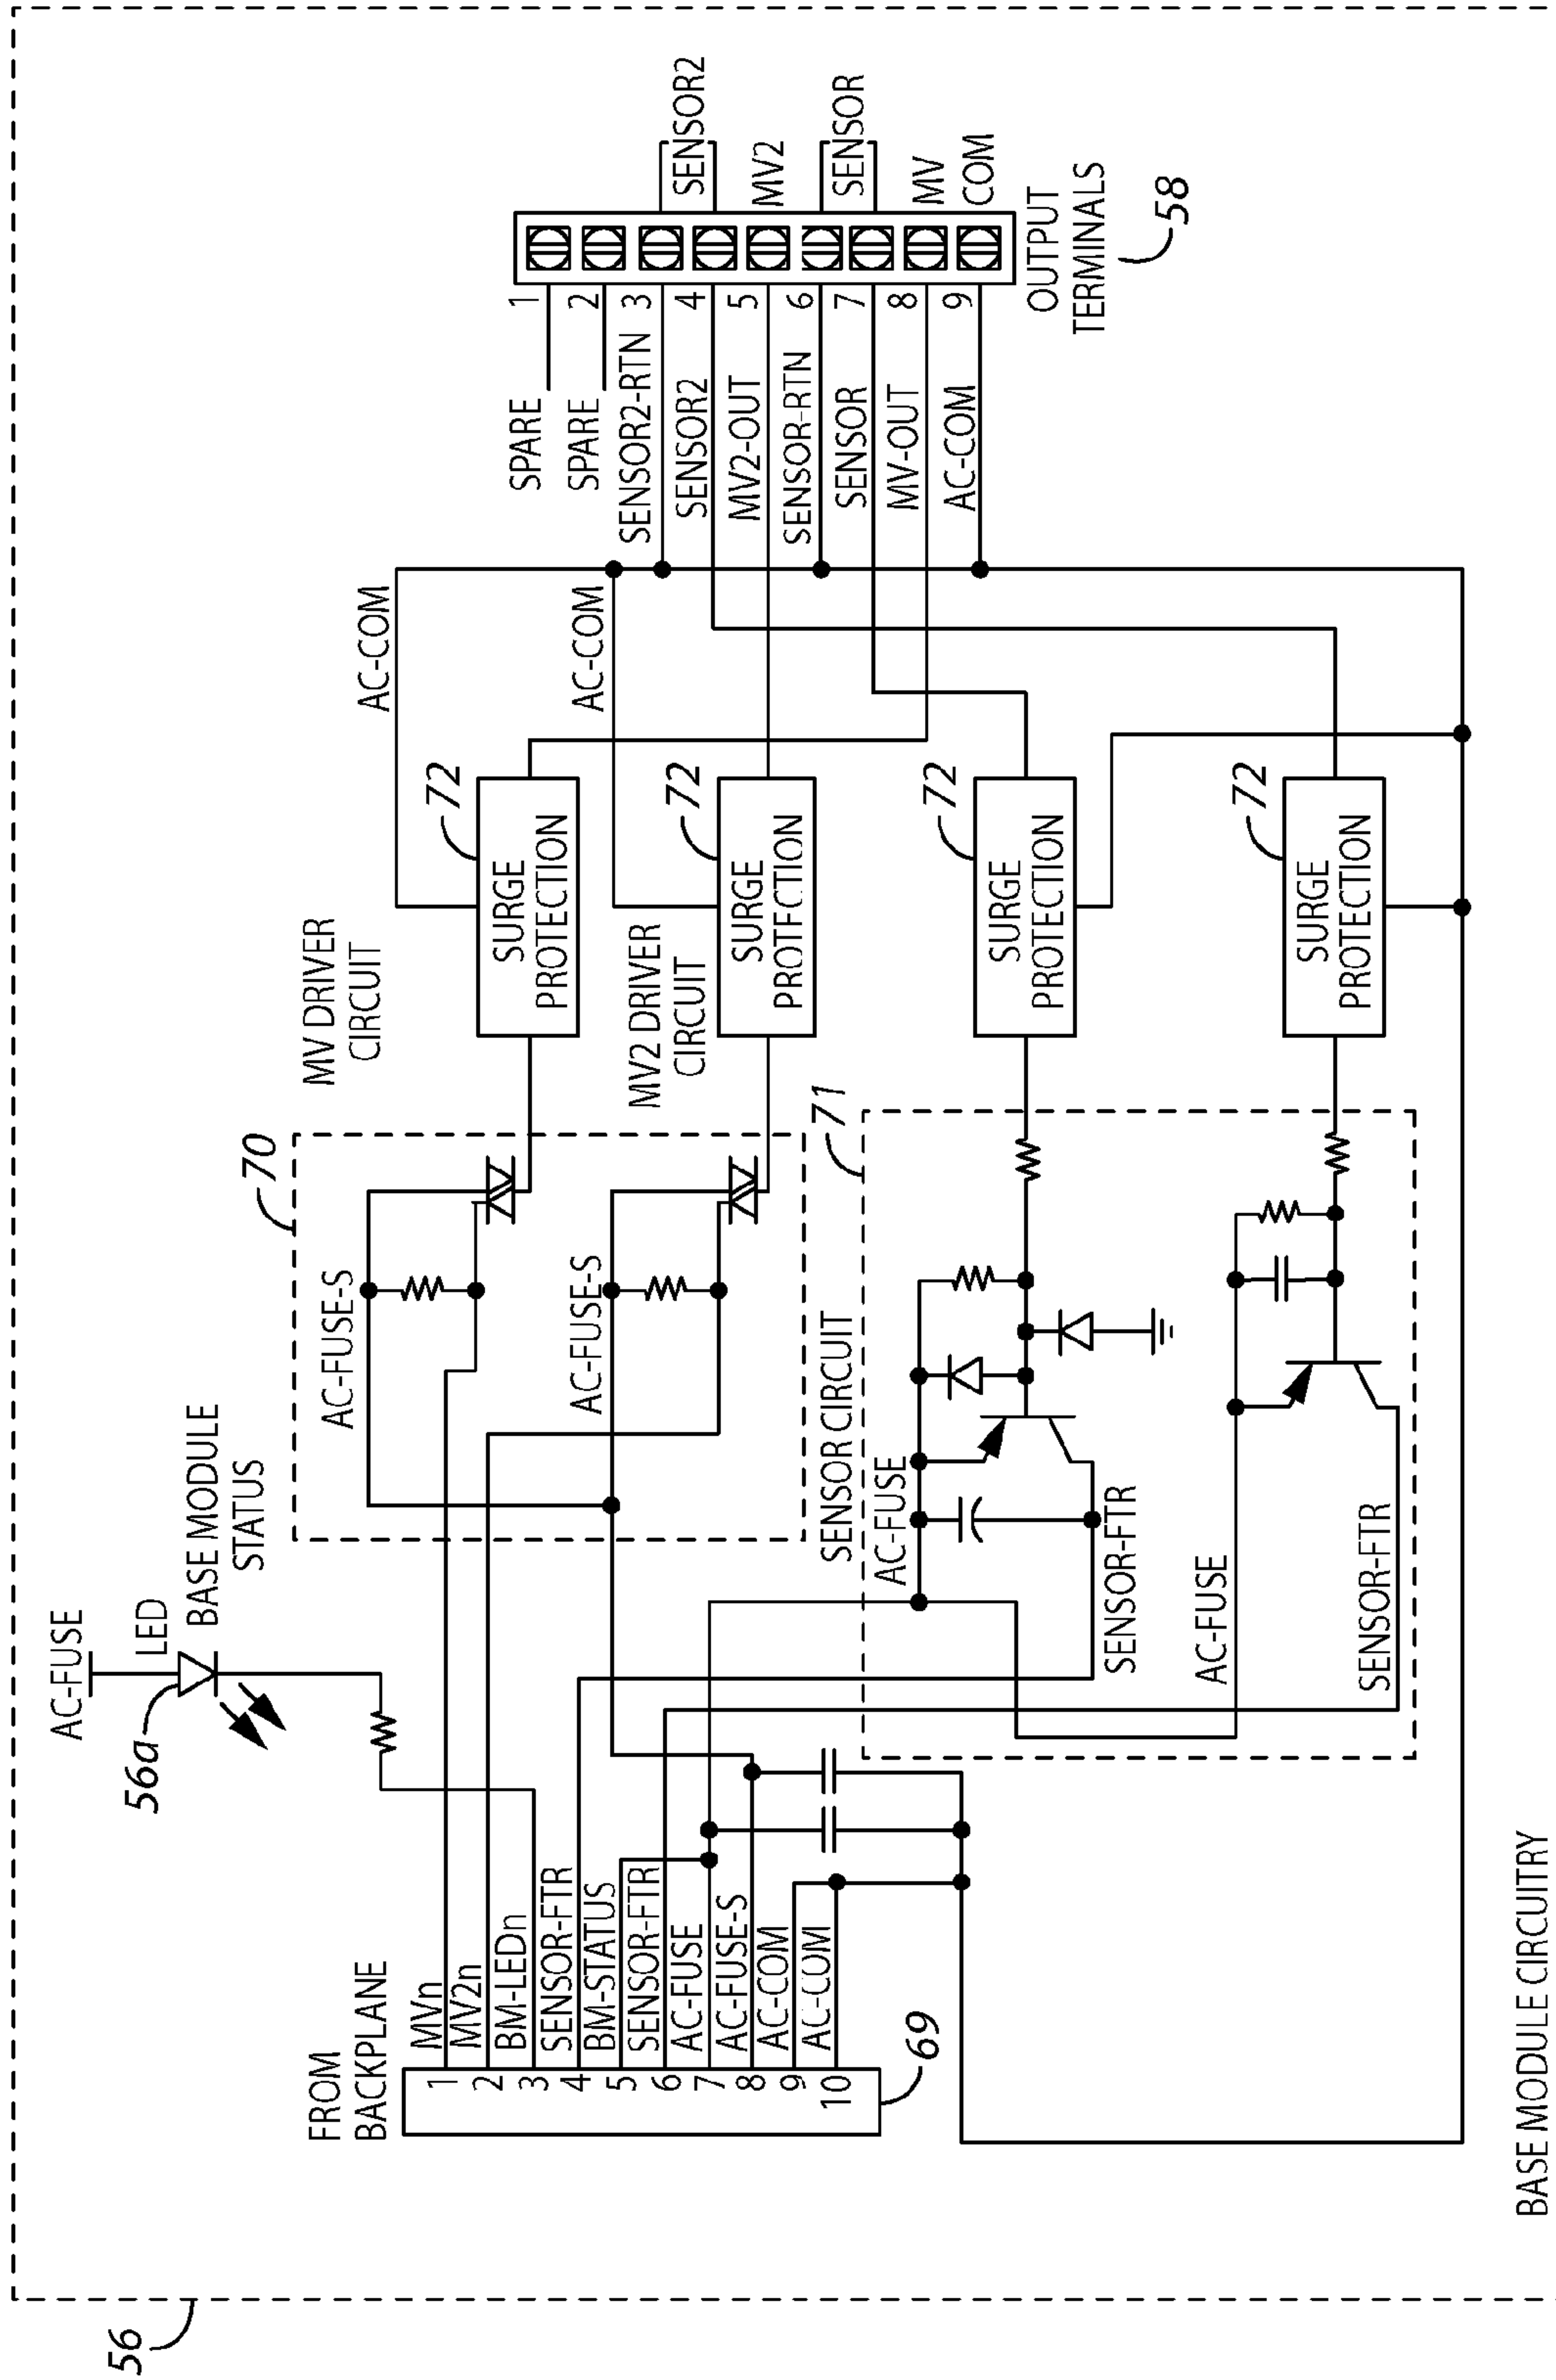 56
AC-FUSE
LED
56a
BASE MODULE
STATUS
FROM
BACKPLANE
MVn
MV2n
BM-LEDn
SENSOR-FTR
BM-STATUS
SENSOR-FTR
AC-FUSE
AC-FUSE-S
AC-COM
AC-COM
1
2
3
4
5
6
7
8
9
10
69
70
AC-FUSE-S
AC-FUSE-S
MV DRIVER
CIRCUIT
MV2 DRIVER
CIRCUIT
SENSOR CIRCUIT
71
AC-FUSE
SENSOR-FTR
AC-FUSE
SENSOR-FTR
72
SURGE
PROTECTION
72
SURGE
PROTECTION
72
SURGE
PROTECTION
72
SURGE
PROTECTION
AC-COM
AC-COM
SPARE
SPARE
SENSOR2-RTN
SENSOR2
MV2-OUT
SENSOR-RTN
SENSOR
MV-OUT
AC-COM
1
2
3
4
5
6
7
8
9
SENSOR2
MV2
SENSOR
MV
COM
OUTPUT
TERMINALS
58
BASE MODULE CIRCUITRY